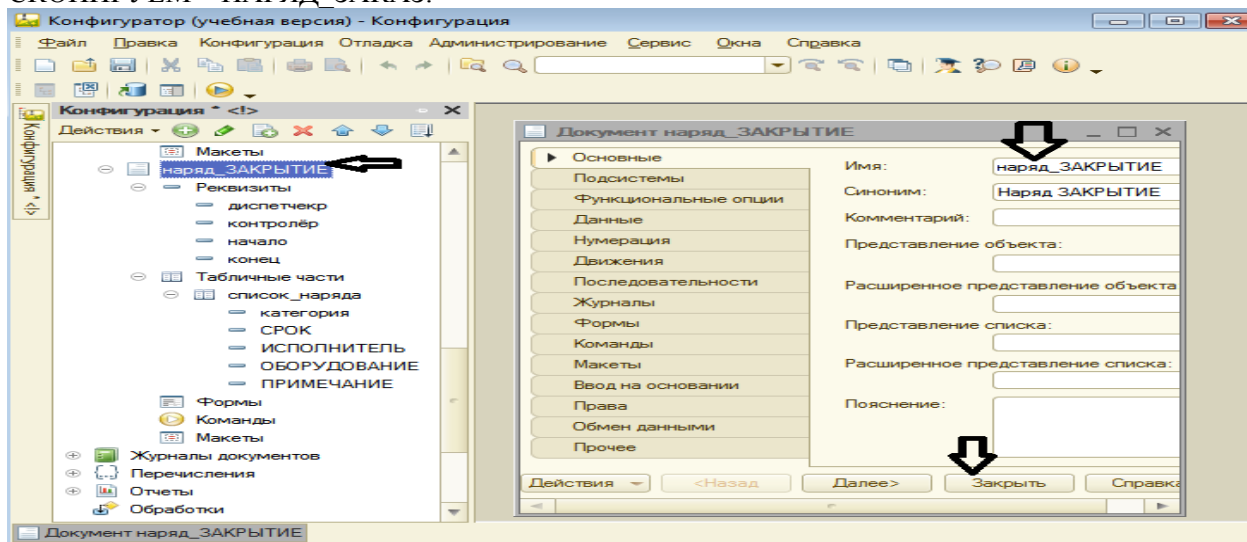 СКОПИРУЕМ НАРЯД_ЗАКАЗ.
Конфигуратор (учебная версия) - Конфигурация
Файл Правка Конфигурация Отладка Администрирование Сервис Окна Справка
Конфигурация * <!>
Действия
Конфигурация *
Макеты
наряд_ЗАКРЫТИЕ
Реквизиты
диспетчекр
контролёр
начало
конец
Табличные части
список_наряда
категория
СРОК
ИСПОЛНИТЕЛЬ
ОБОРУДОВАНИЕ
ПРИМЕЧАНИЕ
Формы
Команды
Макеты
Журналы документов
Перечисления
Отчеты
Обработки
Документ наряд_ЗАКРЫТИЕ
Основные
Подсистемы
Функциональные опции
Данные
Нумерация
Движения
Последовательности
Журналы
Формы
Команды
Макеты
Ввод на основании
Права
Обмен данными
Прочее
Имя: наряд_ЗАКРЫТИЕ
Синоним: Наряд ЗАКРЫТИЕ
Комментарий:
Представление объекта:
Расширенное представление объекта
Представление списка:
Расширенное представление списка:
Пояснение:
Действия <Назад Далее> Закрыть Справка
Документ наряд_ЗАКРЫТИЕ